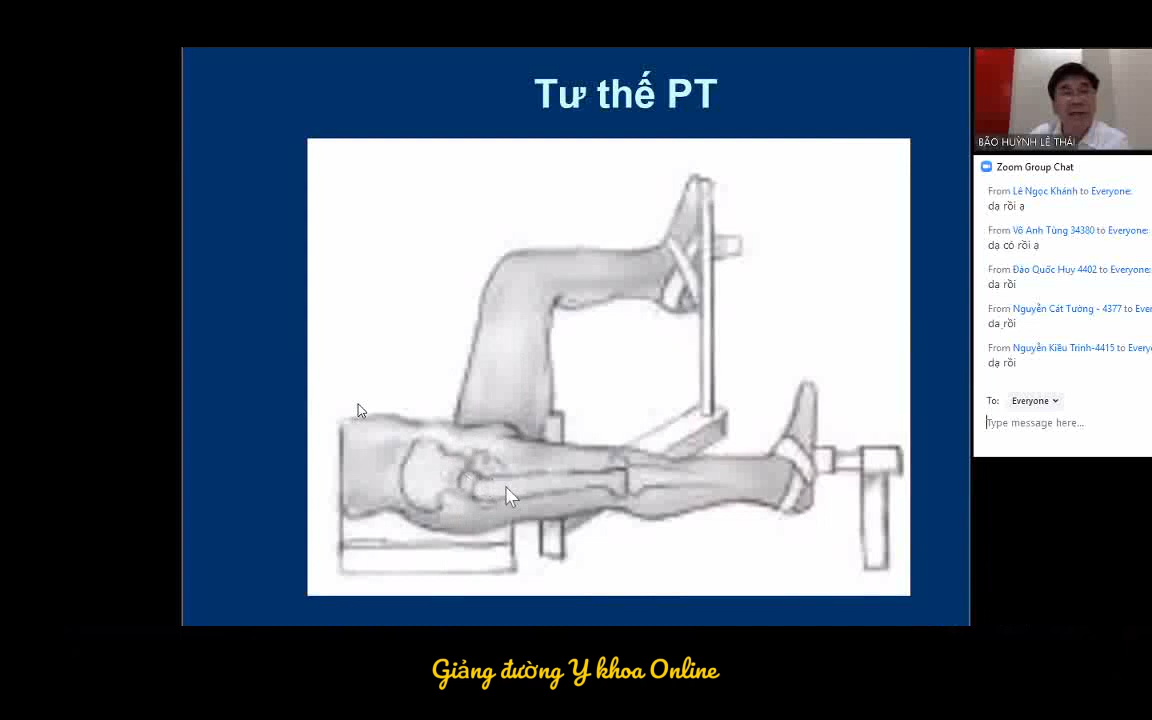 Tư thế PT
BÃO HUỲNH LÊ THÁI
Zoom Group Chat
From Lê Ngọc Khánh to Everyone:
dạ rồi ạ
From Võ Anh Tùng 34380 to Everyone:
dạ có rồi ạ
From Đào Quốc Huy 4402 to Everyone:
dạ rồi
From Nguyễn Cát Tường - 4377 to Ever
dạ rồi
From Nguyễn Kiều Trinh-4415 to Everyo
dạ rồi
To: Everyone
Type message here...
Giảng đường Y khoa Online